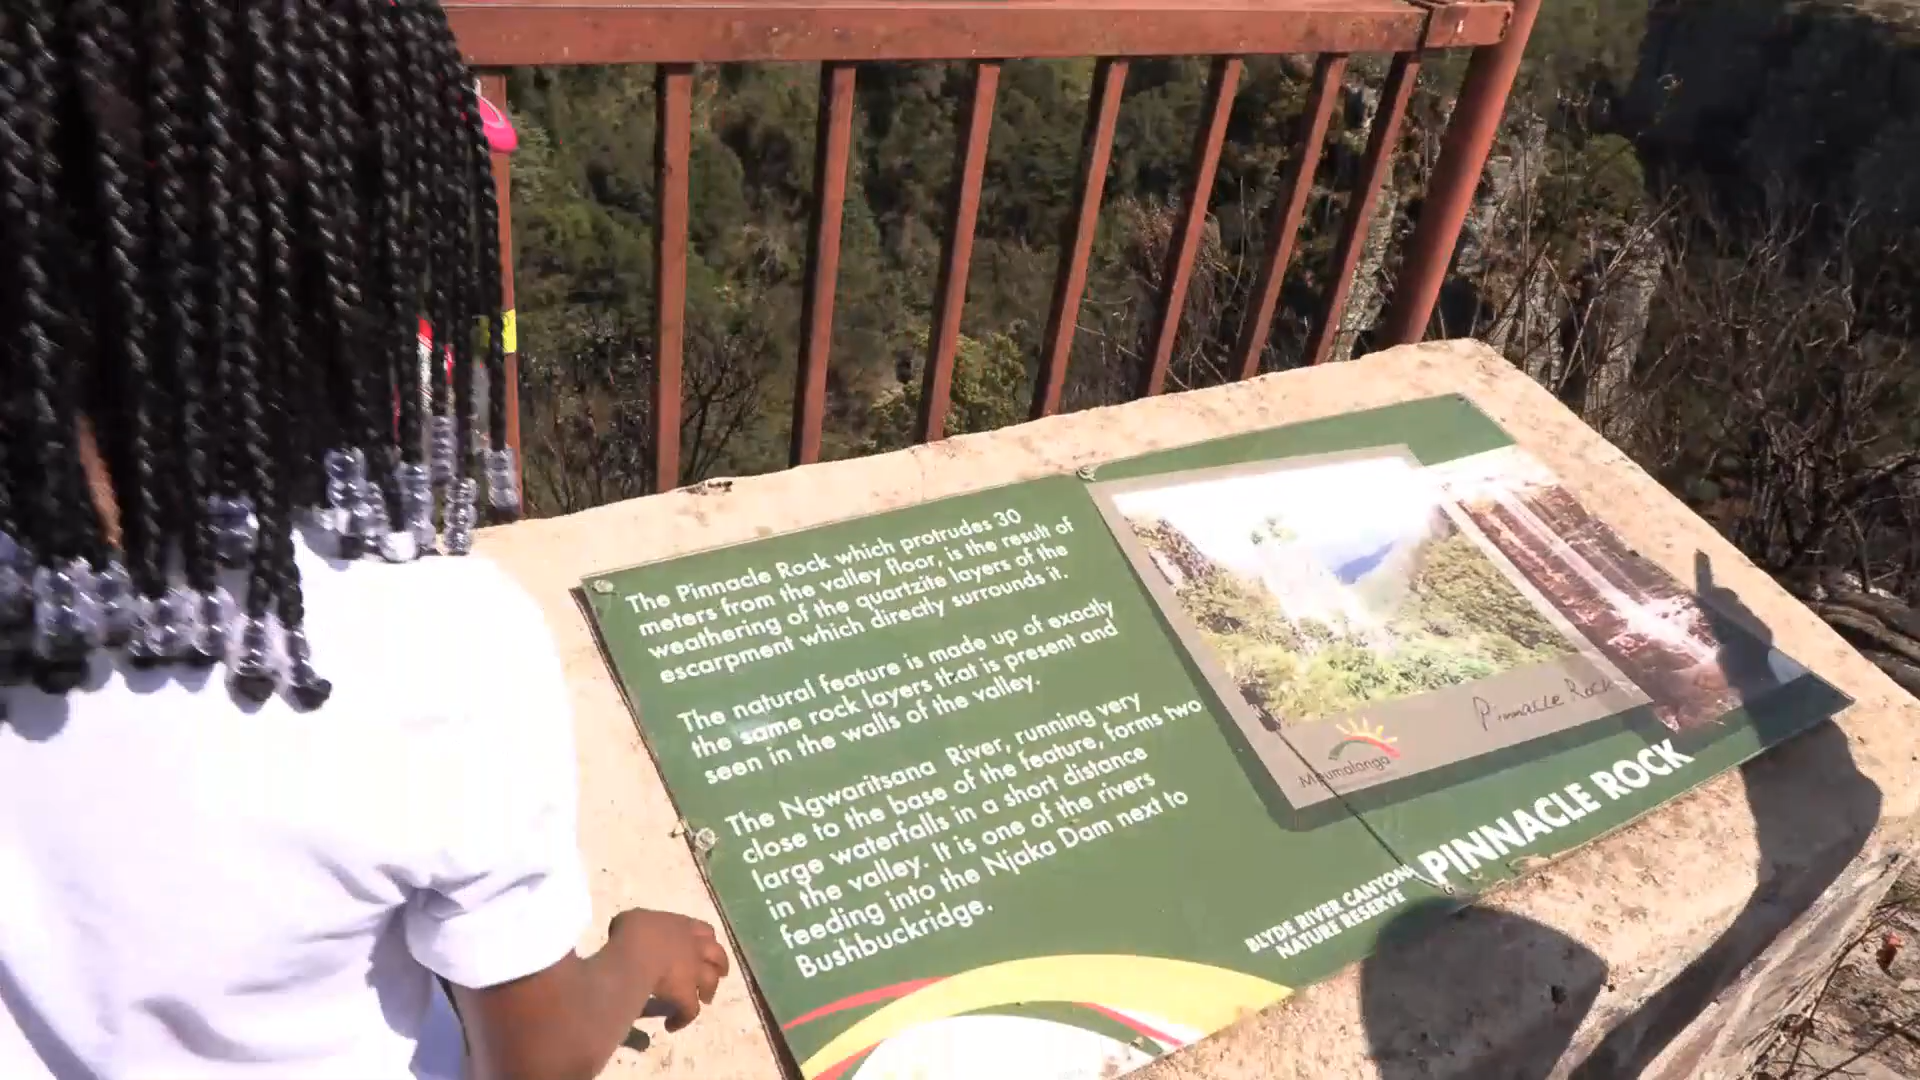 The Pinnacle Rock which protrudes 30
meters from the valley floor, is the result of
weathering of the quartzite layers of the
escarpment which directly surrounds it.
The natural feature is made up of exactly
the same rock layers that is present and
seen in the walls of the valley.
The Ngwaritsana River, running very
close to the base of the feature, forms two
large waterfalls in a short distance
in the valley. It is one of the rivers
feeding into the Njaka Dam next to
Bushbuckridge.
Pinnacle Rock
Mpumalanga
BLYDE RIVER CANYON
NATURE RESERVE
PINNACLE ROCK